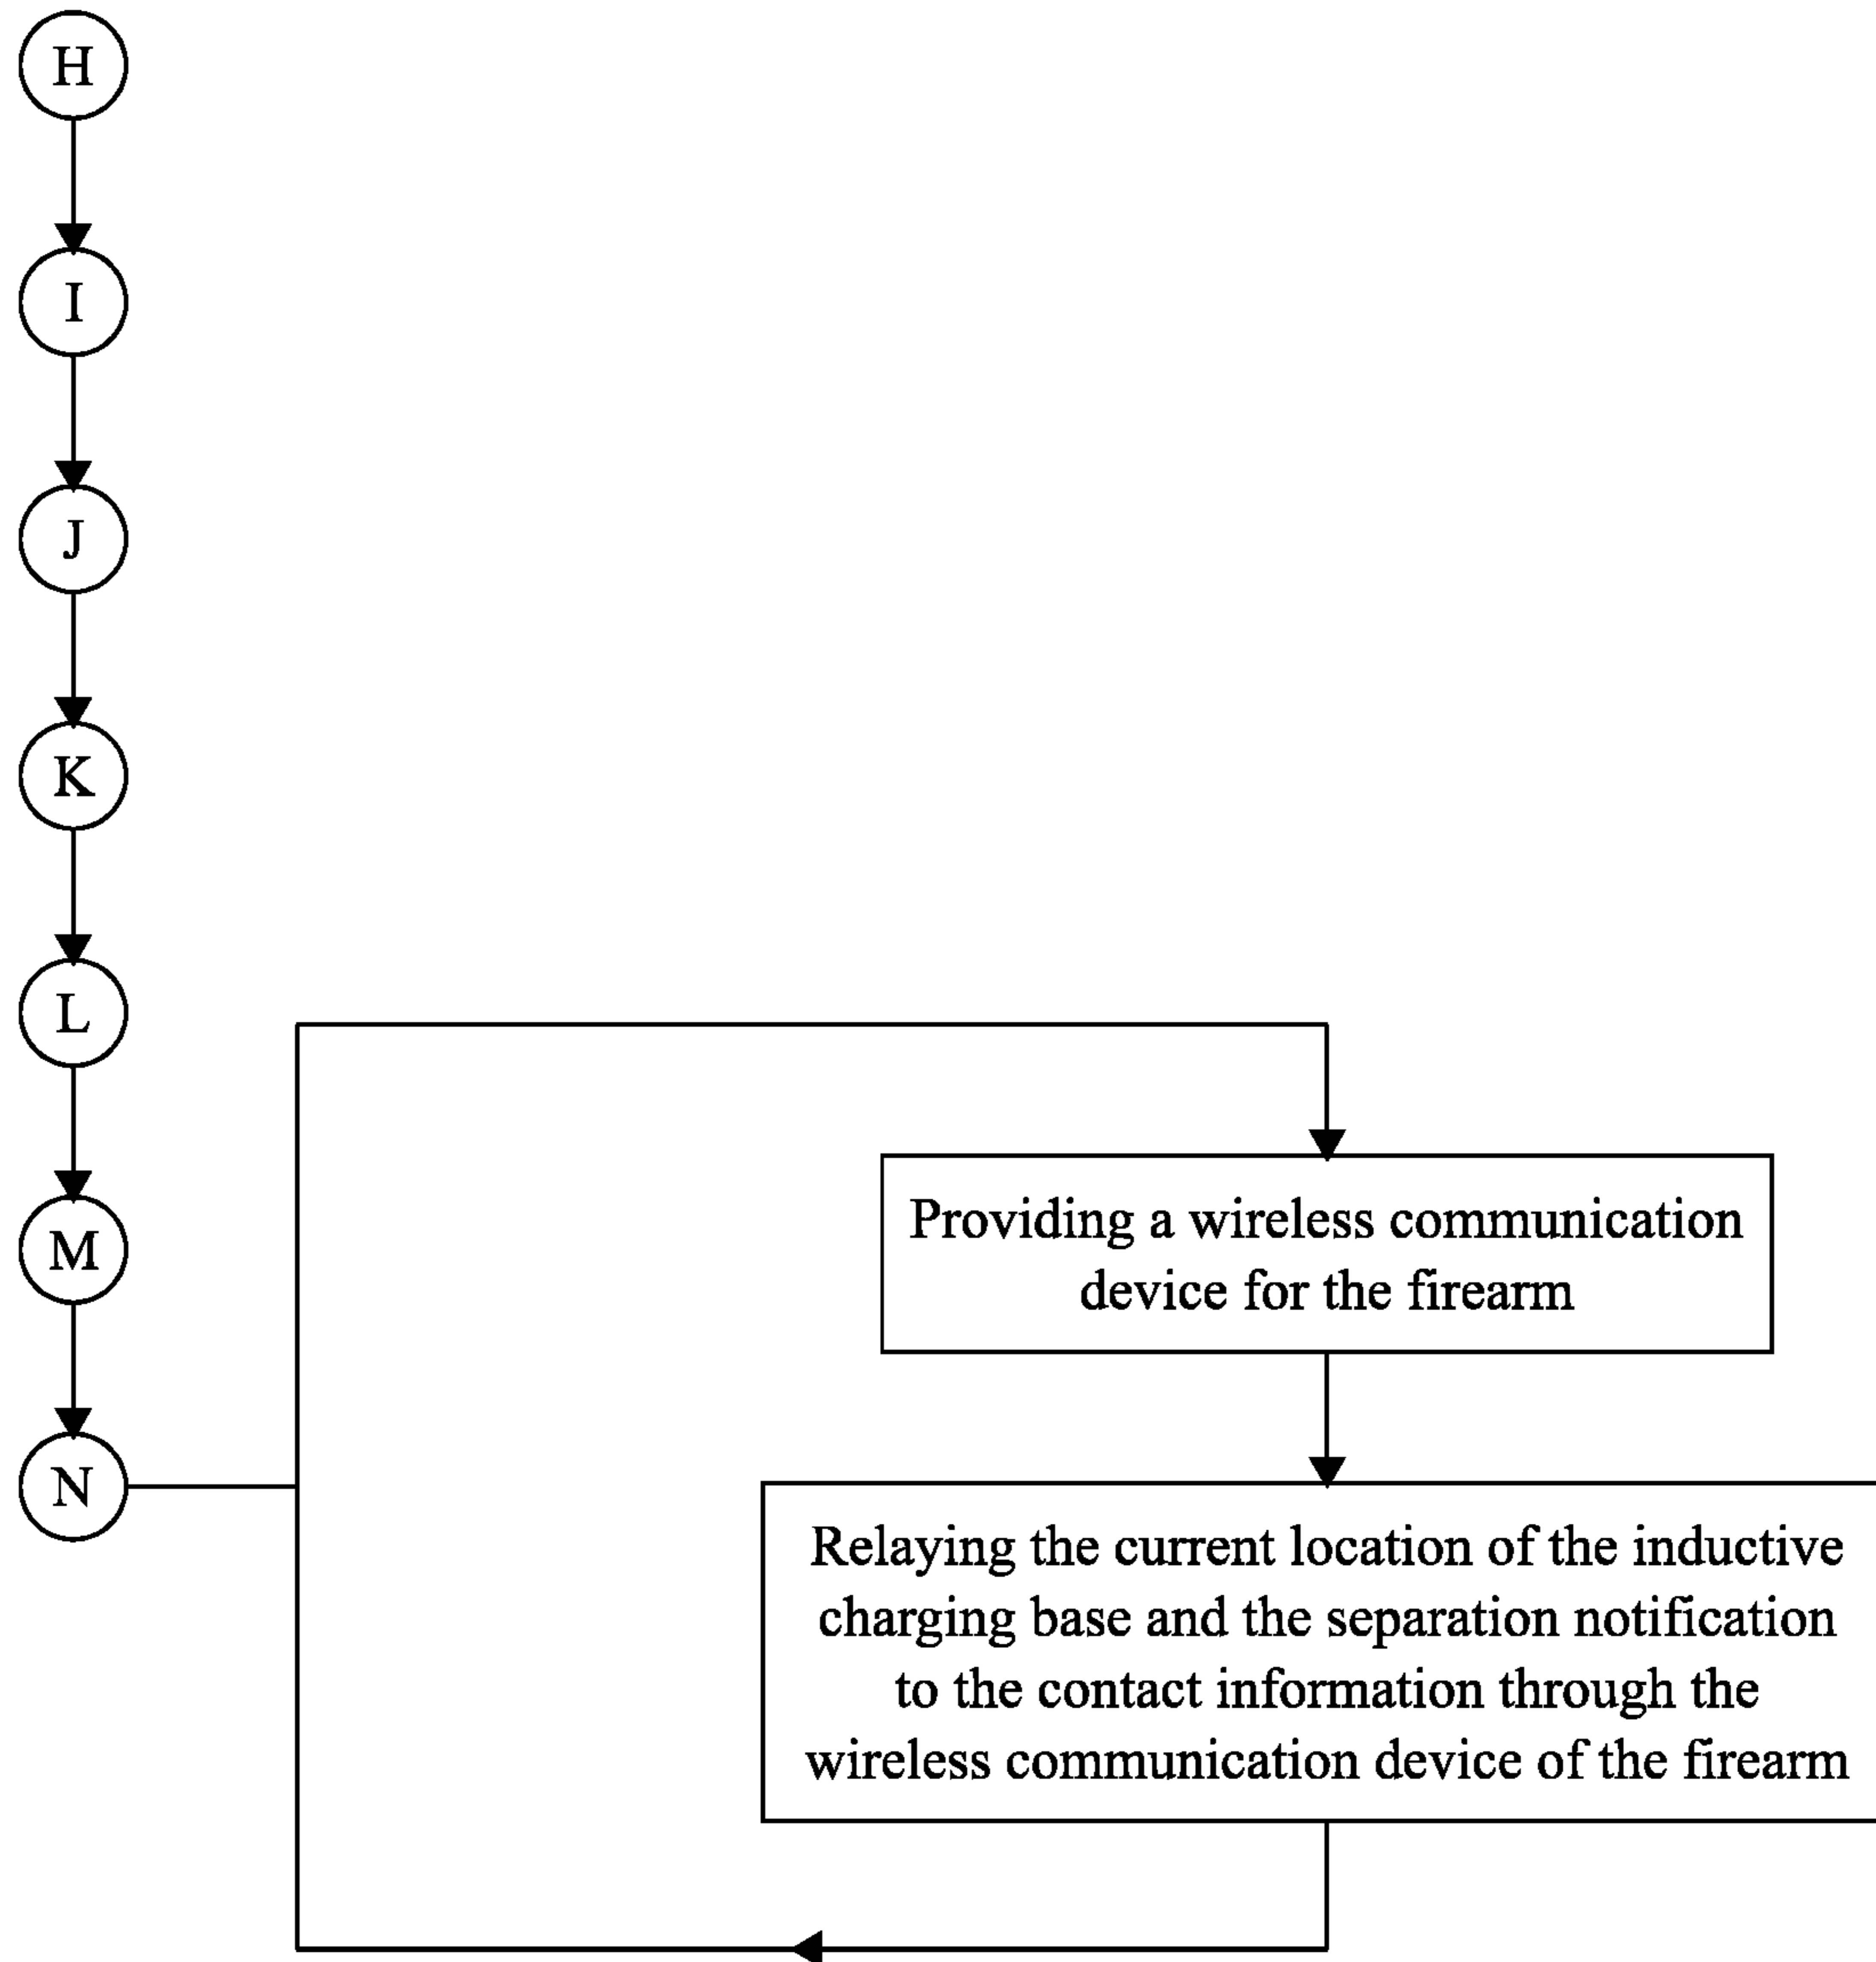 H
I
J
K
L
M
N
Providing a wireless communication
device for the firearm
Relaying the current location of the inductive
charging base and the separation notification
to the contact information through the
wireless communication device of the firearm